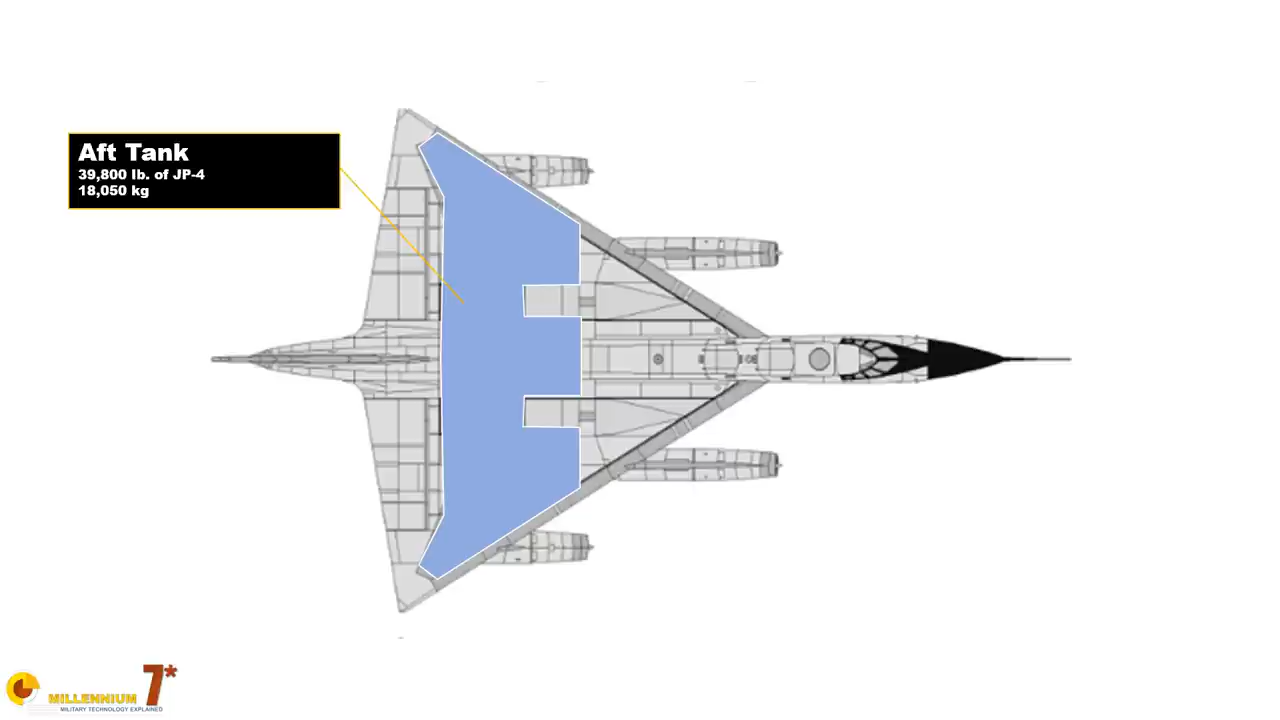 Aft Tank
39,800 lb. of JP-4
18,050 kg
7*
MILLENNIUM
MILITARY TECHNOLOGY EXPLAINED